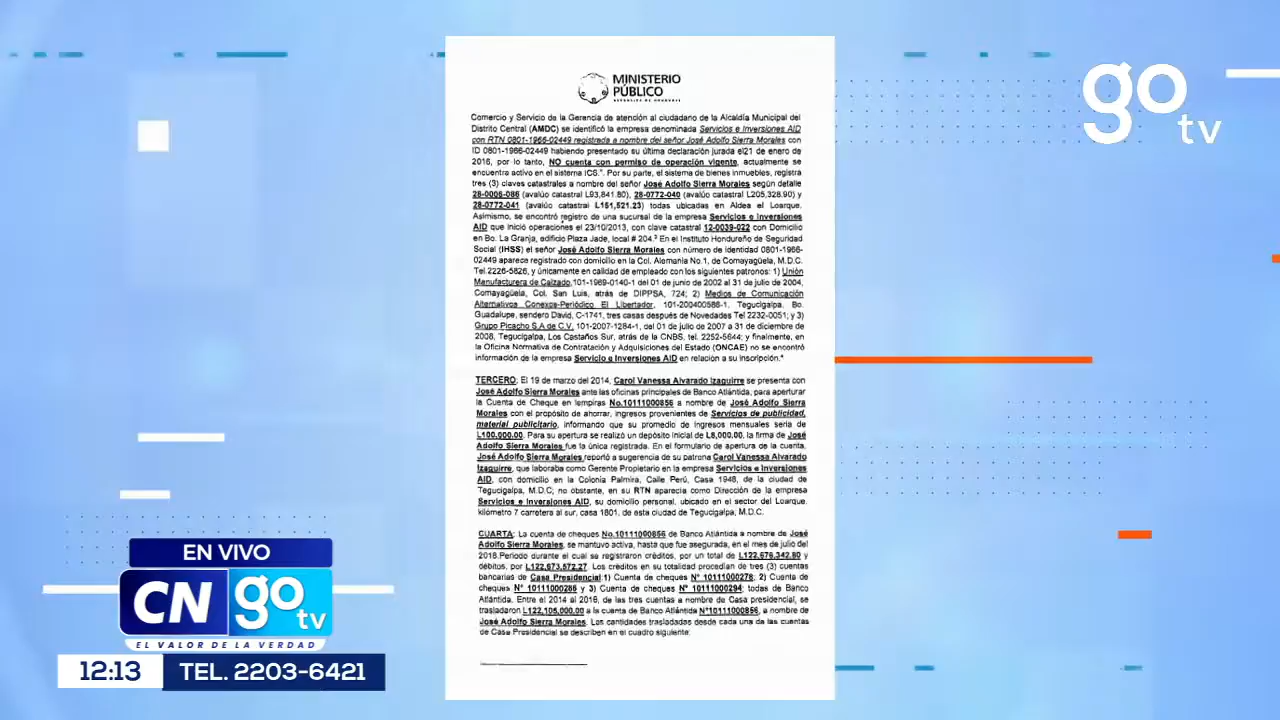 go
tv
MINISTERIO
PÚBLICO
REPÚBLICA DE HONDURAS
Comercio y Servicio de la Gerencia de atención al ciudadano de la Alcaldía Municipal del
Distrito Central (AMDC) se identificó la empresa denominada Servicios e Inversiones AID
con RTN 0801-1966-02449 registrada a nombre del señor José Adolfo Sierra Morales con
ID 0801-1966-02449 habiendo presentado su última declaración jurada el21 de enero de
2016, por lo tanto, NO cuenta con permiso de operación vigente, actualmente se
encuentra activo en el sistema ICS.". Por su parte, el sistema de bienes inmuebles, registra
tres (3) claves catastrales a nombre del señor José Adolfo Sierra Morales según detalle
28-0006-086 (avalúo catastral L93,841.80), 28-0772-040 (avalúo catastral L205,328.90) y
28-0772-041 (avalúo catastral L151,521.23) todas ubicadas en Aldea el Loarque.
Asimismo, se encontró registro de una sucursal de la empresa Servicios e Inversiones
AID que inició operaciones el 23/10/2013, con clave catastral 12-0039-022 con Domicilio
en Bo. La Granja, edificio Plaza Jade, local # 204.³ En el Instituto Hondureño de Seguridad
Social (IHSS) el señor José Adolfo Sierra Morales con número de identidad 0801-1966-
02449 aparece registrado con domicilio en la Col. Alemania No.1, de Comayagüela, M.D.C.
Tel.2226-5826, y únicamente en calidad de empleado con los siguientes patronos: 1) Unión
Manufacturera de Calzado,101-1969-0140-1 del 01 de junio de 2002 al 31 de julio de 2004,
Comayagüela, Col. San Luis, atrás de DIPPSA, 724; 2) Medios de Comunicación
Alternativos Conexos-Periódico El Libertador, 101-200400588-1, Tegucigalpa, Bo.
Guadalupe, sendero David, C-1741, tres casas después de Novedades Tel 2232-0051; y 3)
Grupo Picacho S.A de C.V. 101-2007-1284-1, del 01 de julio de 2007 a 31 de diciembre de
2008, Tegucigalpa, Los Castaños Sur, atrás de la CNBS, tel. 2252-5644; y finalmente, en
la Oficina Normativa de Contratación y Adquisiciones del Estado (ONCAE) no se encontró
información de la empresa Servicio e Inversiones AID en relación a su inscripción.⁴
TERCERO: El 19 de marzo del 2014, Carol Vanessa Alvarado Izaguirre se presenta con
José Adolfo Sierra Morales ante las oficinas principales de Banco Atlántida, para aperturar
la Cuenta de Cheque en lempiras No.10111000856 a nombre de José Adolfo Sierra
Morales con el propósito de ahorrar, ingresos provenientes de Servicios de publicidad,
material publicitario, informando que su promedio de ingresos mensuales sería de
L100,000.00. Para su apertura se realizó un depósito inicial de L8,000.00, la firma de José
Adolfo Sierra Morales fue la única registrada. En el formulario de apertura de la cuenta,
José Adolfo Sierra Morales reportó a sugerencia de su patrona Carol Vanessa Alvarado
Izaguirre, que laboraba como Gerente Propietario en la empresa Servicios e Inversiones
AID, con domicilio en la Colonia Palmira, Calle Perú, Casa 1948, de la ciudad de
Tegucigalpa, M.D.C; no obstante, en su RTN aparecía como Dirección de la empresa
Servicios e Inversiones AID, su domicilio personal, ubicado en el sector del Loarque.
kilómetro 7 carretera al sur, casa 1801, de esta ciudad de Tegucigalpa, M.D.C.
CUARTA: La cuenta de cheques No.10111000856 de Banco Atlántida a nombre de José
Adolfo Sierra Morales, se mantuvo activa, hasta que fue asegurada, en el mes de julio del
2018.Período durante el cual se registraron créditos, por un total de L122,676,342.80 y
débitos, por L122,673,572.27. Los créditos en su totalidad procedían de tres (3) cuentas
bancarias de Casa Presidencial:1) Cuenta de cheques N° 10111000278; 2) Cuenta de
cheques N° 10111000286 y 3) Cuenta de cheques N° 10111000294; todas de Banco
Atlántida. Entre el 2014 al 2016, de las tres cuentas a nombre de Casa presidencial, se
trasladaron L122,105,000.00 a la cuenta de Banco Atlántida N°10111000856, a nombre de
José Adolfo Sierra Morales. Las cantidades trasladadas desde cada una de las cuentas
de Casa Presidencial se describen en el cuadro siguiente:
EN VIVO
CN go tv
EL VALOR DE LA VERDAD
12:13 TEL. 2203-6421